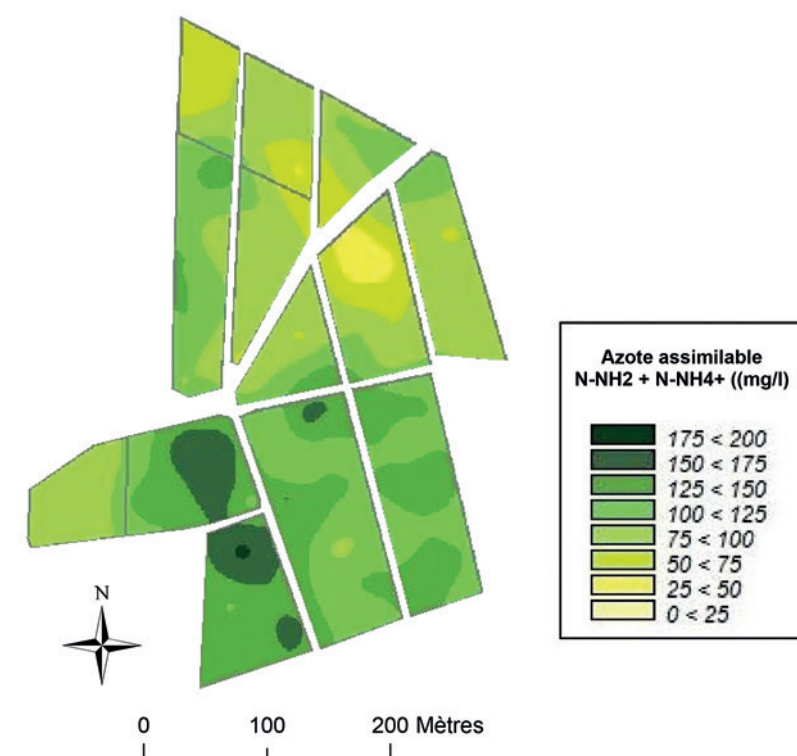 Azote assimilable
N-NH2 + N-NH4+ ((mg/l)
175 < 200
150 < 175
125 < 150
100 < 125
75 < 100
50 < 75
25 < 50
0 < 25
N
0 100 200 Mètres